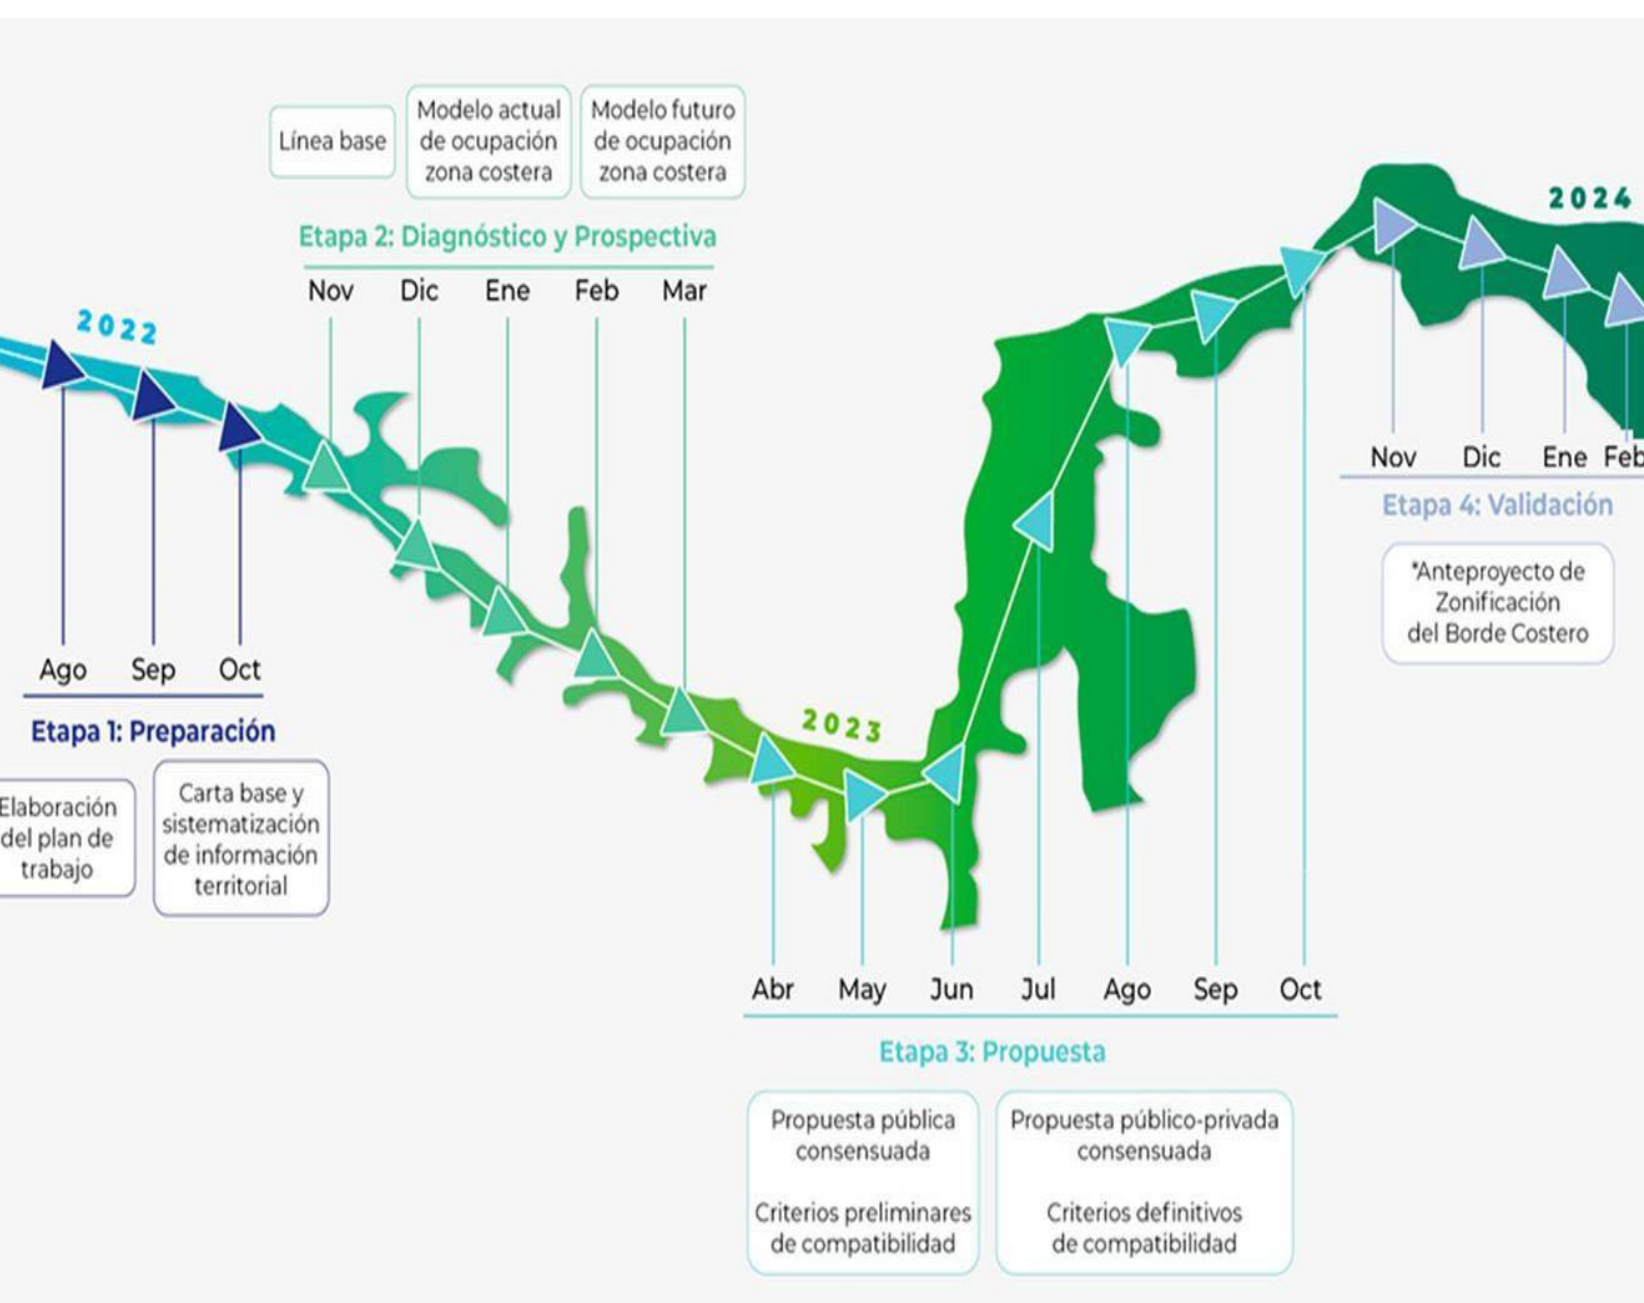 2022
Ago Sep Oct
Etapa 1: Preparación
Elaboración
del plan de
trabajo
Carta base y
sistematización
de información
territorial
Línea base
Modelo actual
de ocupación
zona costera
Modelo futuro
de ocupación
zona costera
Etapa 2: Diagnóstico y Prospectiva
Nov Dic Ene Feb Mar
2023
Abr May Jun Jul Ago Sep Oct
Etapa 3: Propuesta
Propuesta pública
consensuada
Criterios preliminares
de compatibilidad
Propuesta público-privada
consensuada
Criterios definitivos
de compatibilidad
2024
Nov Dic Ene Feb
Etapa 4: Validación
*Anteproyecto de
Zonificación
del Borde Costero